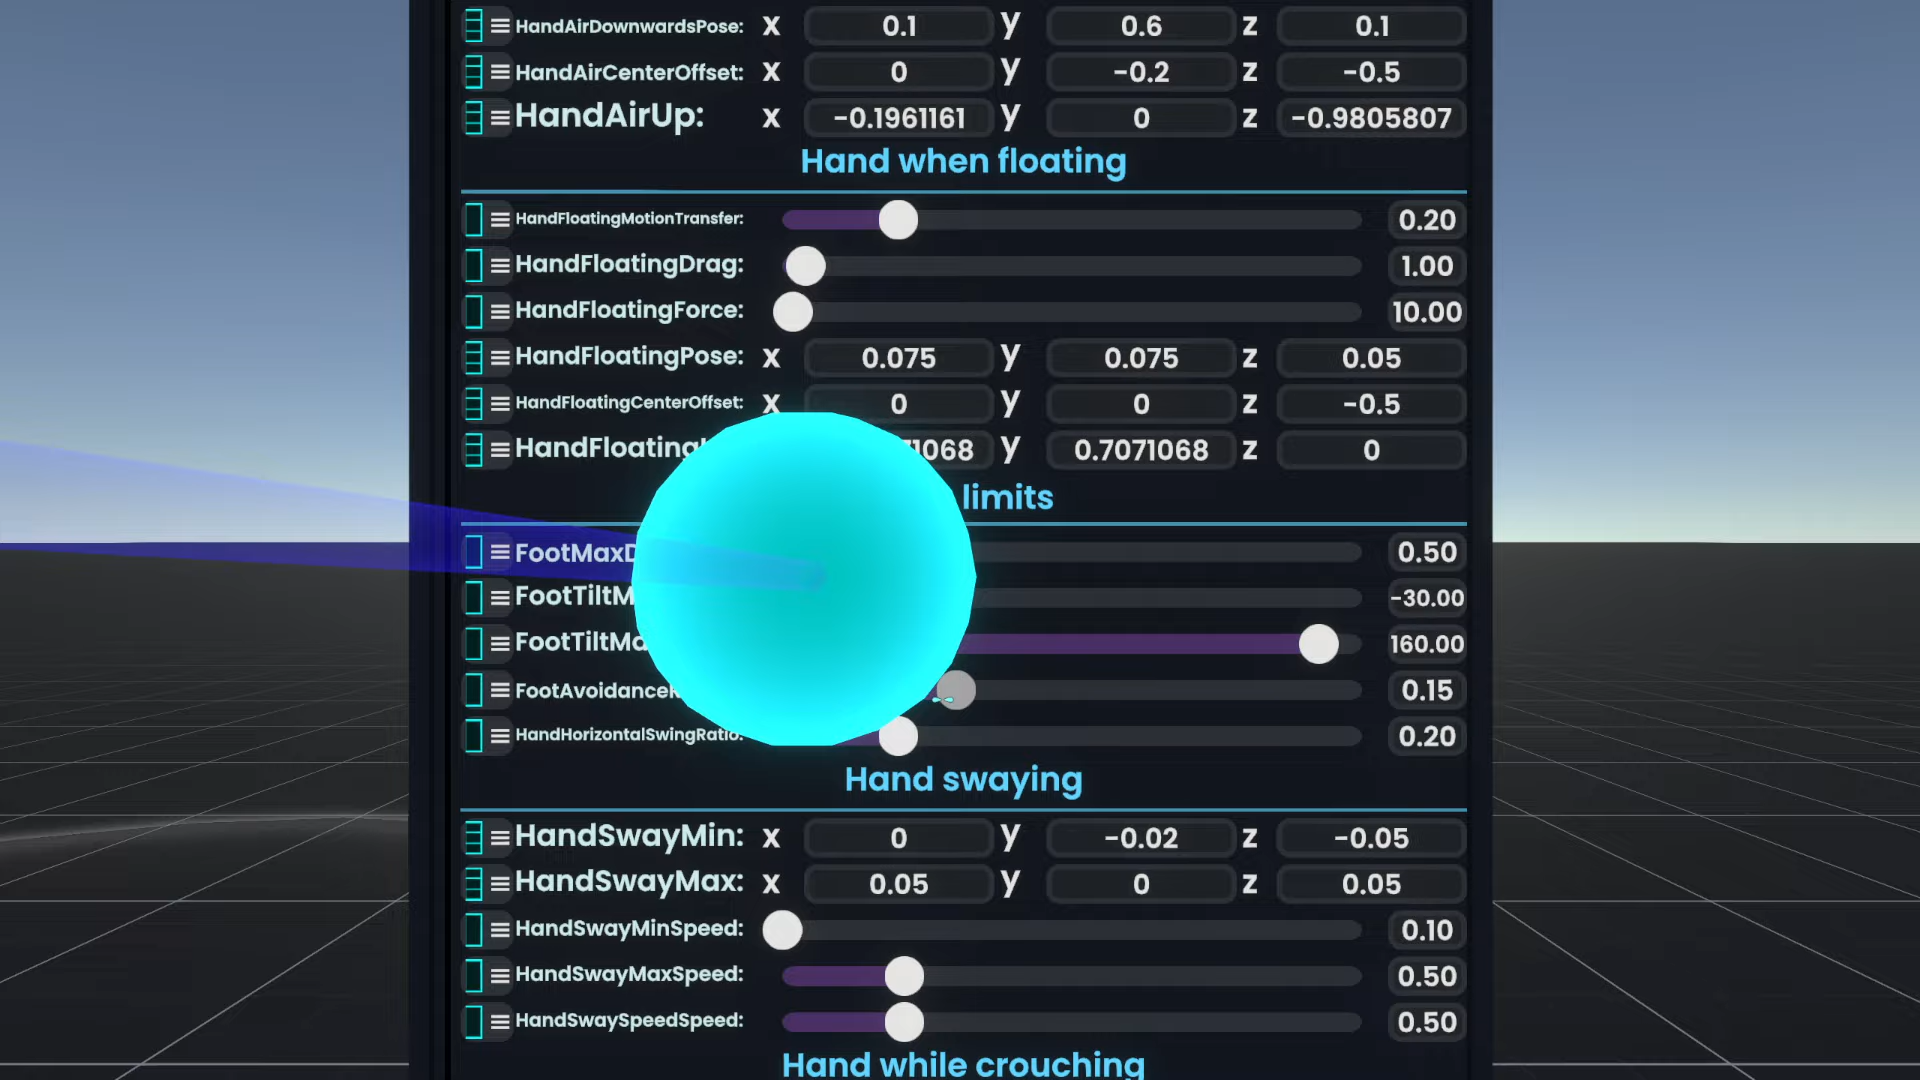 HandAirDownwardsPose: x 0.1 y 0.6 z 0.1
HandAirCenterOffset: x 0 y -0.2 z -0.5
HandAirUp: x -0.1961161 y 0 z -0.9805807
Hand when floating
HandFloatingMotionTransfer: 0.20
HandFloatingDrag: 1.00
HandFloatingForce: 10.00
HandFloatingPose: x 0.075 y 0.075 z 0.05
HandFloatingCenterOffset: x 0 y 0 z -0.5
y 0.7071068 z 0
limits
0.50
-30.00
160.00
0.15
HandHorizontalSwingRatio: 0.20
Hand swaying
HandSwayMin: x 0 y -0.02 z -0.05
HandSwayMax: x 0.05 y 0 z 0.05
HandSwayMinSpeed: 0.10
HandSwayMaxSpeed: 0.50
HandSwaySpeedSpeed: 0.50
Hand while crouching